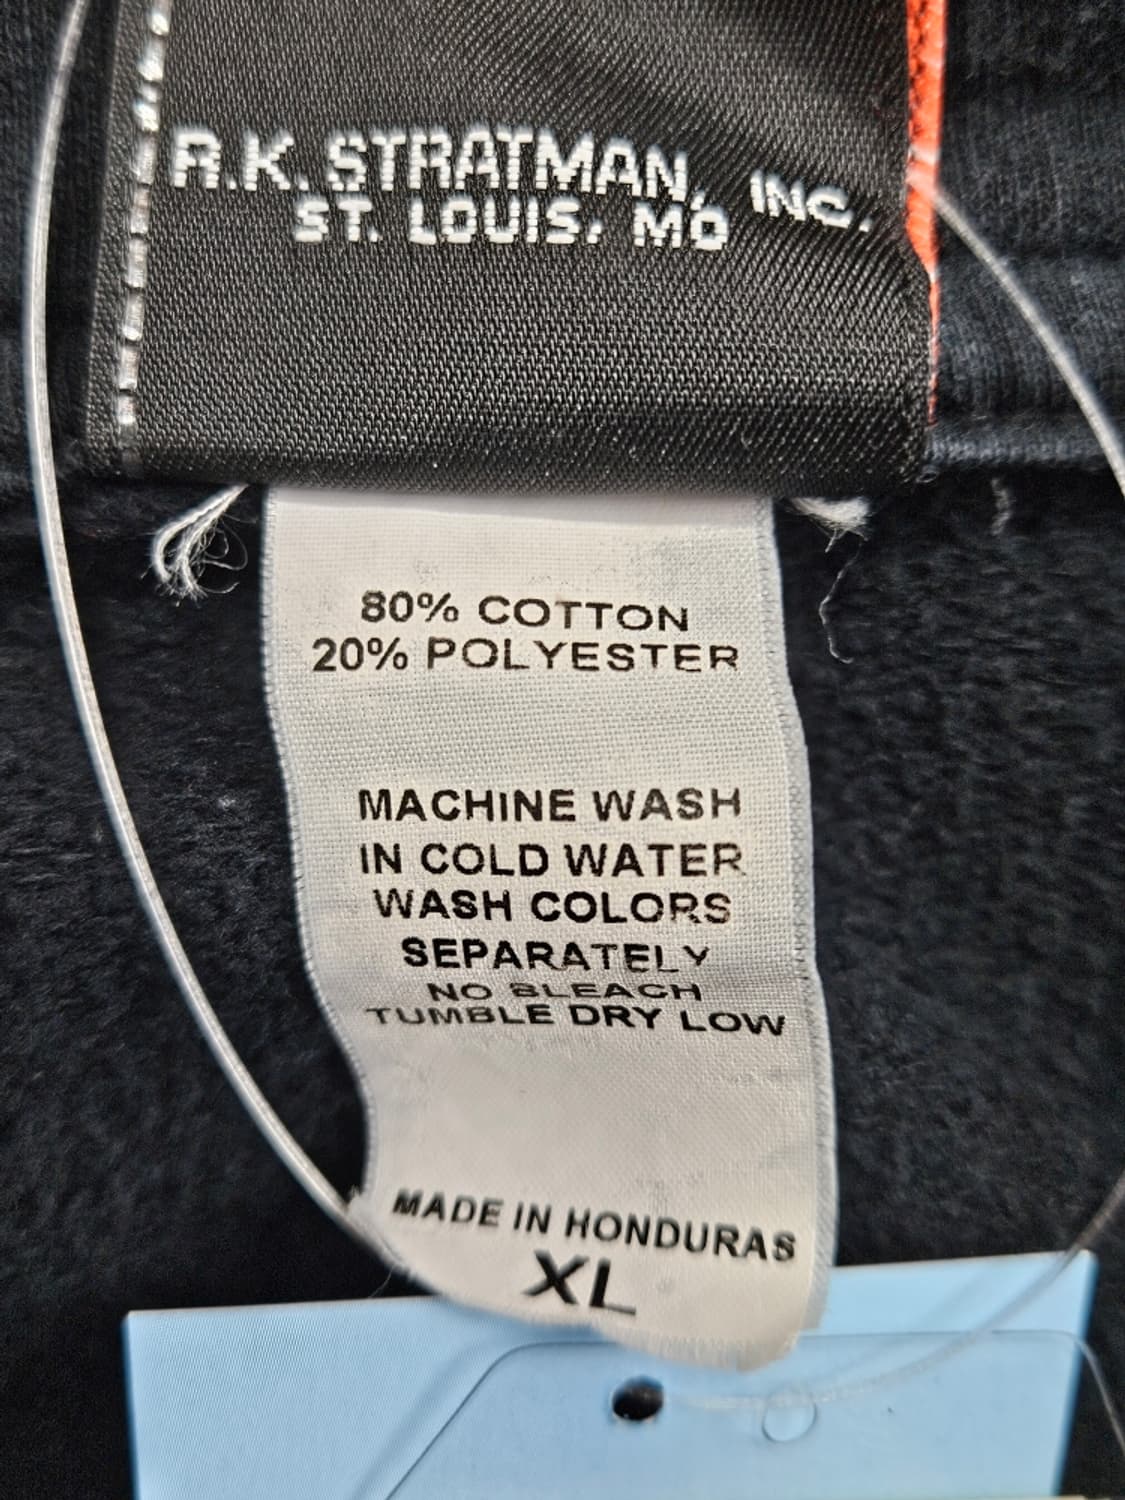 R.K. STRATMAN, INC.
ST. LOUIS, MO
80% COTTON
20% POLYESTER
MACHINE WASH
IN COLD WATER
WASH COLORS
SEPARATELY
NO BLEACH
TUMBLE DRY LOW
MADE IN HONDURAS
XL